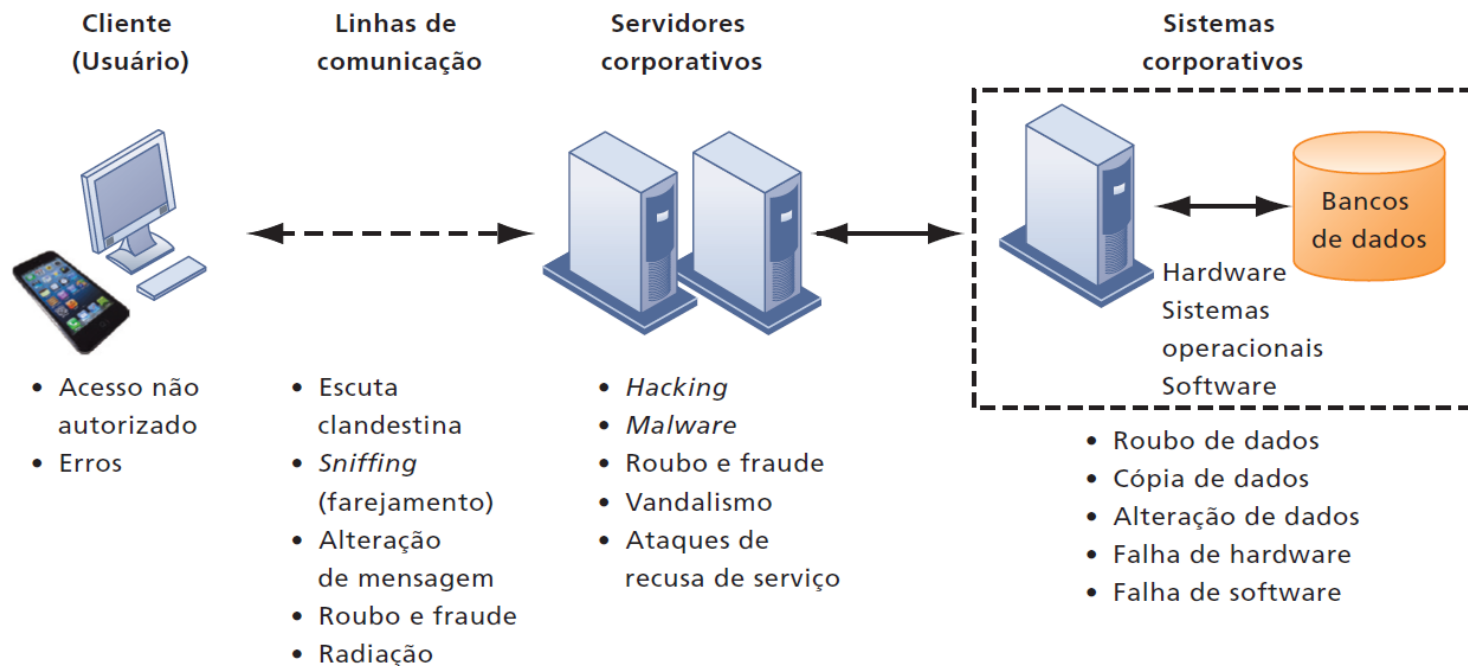 Cliente
(Usuário)
Linhas de
comunicação
Servidores
corporativos
Sistemas
corporativos
Bancos
de dados
Hardware
Sistemas
operacionais
Software
• Acesso não
autorizado
• Erros
• Escuta
clandestina
• Sniffing
(farejamento)
• Alteração
de mensagem
• Roubo e fraude
• Radiação
• Hacking
• Malware
• Roubo e fraude
• Vandalismo
• Ataques de
recusa de serviço
• Roubo de dados
• Cópia de dados
• Alteração de dados
• Falha de hardware
• Falha de software